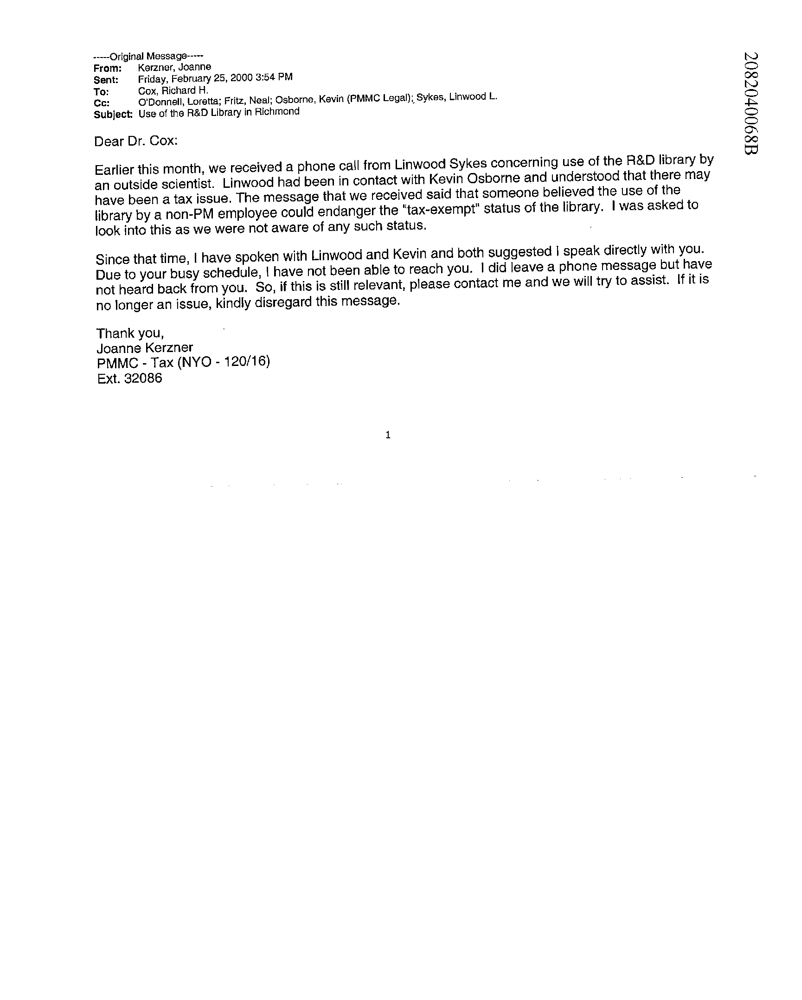 -----Original Message-----
From: Kerzner, Joanne
Sent: Friday, February 25, 2000 3:54 PM
To: Cox, Richard H.
Cc: O'Donnell, Loretta; Fritz, Neal; Osborne, Kevin (PMMC Legal); Sykes, Linwood L.
Subject: Use of the R&D Library in Richmond
Dear Dr. Cox:
Earlier this month, we received a phone call from Linwood Sykes concerning use of the R&D library by
an outside scientist. Linwood had been in contact with Kevin Osborne and understood that there may
have been a tax issue. The message that we received said that someone believed the use of the
library by a non-PM employee could endanger the "tax-exempt" status of the library. I was asked to
look into this as we were not aware of any such status.
Since that time, I have spoken with Linwood and Kevin and both suggested I speak directly with you.
Due to your busy schedule, I have not been able to reach you. I did leave a phone message but have
not heard back from you. So, if this is still relevant, please contact me and we will try to assist. If it is
no longer an issue, kindly disregard this message.
Thank you,
Joanne Kerzner
PMMC - Tax (NYO - 120/16)
Ext. 32086
1
2082040068B